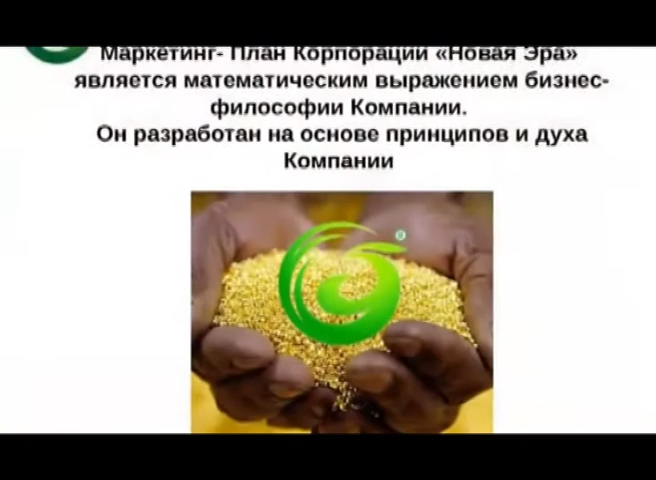 Маркетинг- План Корпорации «Новая Эра»
является математическим выражением бизнес-
философии Компании.
Он разработан на основе принципов и духа
Компании
®